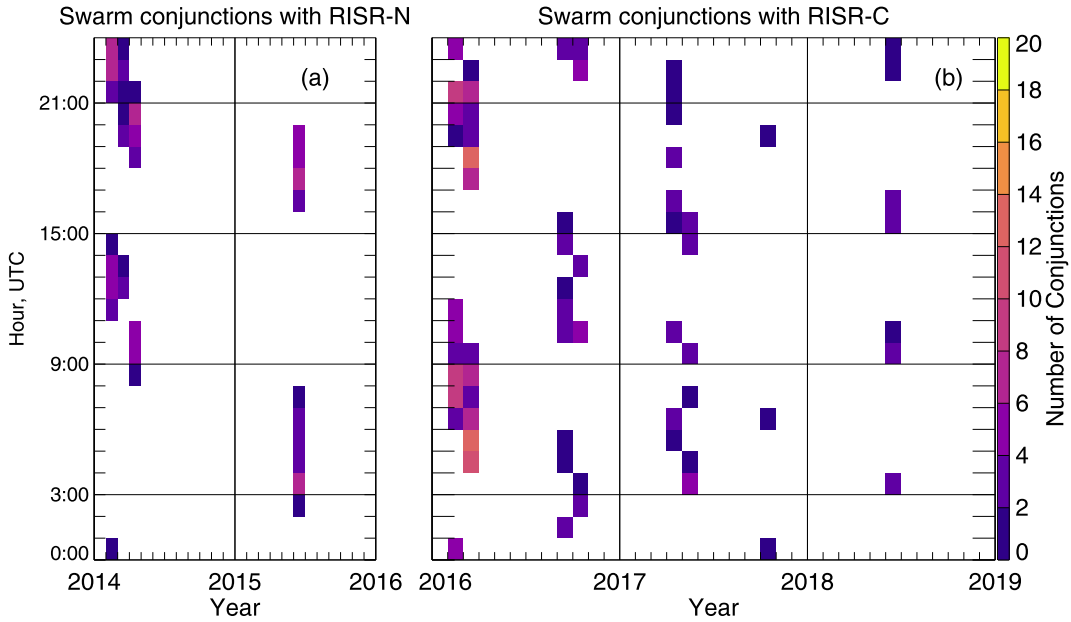 Swarm conjunctions with RISR-N
Swarm conjunctions with RISR-C
(a)
(b)
21:00
15:00
9:00
3:00
0:00
Hour, UTC
2014
2015
2016
Year
2016
2017
2018
2019
Year
20
18
16
14
12
10
8
6
4
2
0
Number of Conjunctions